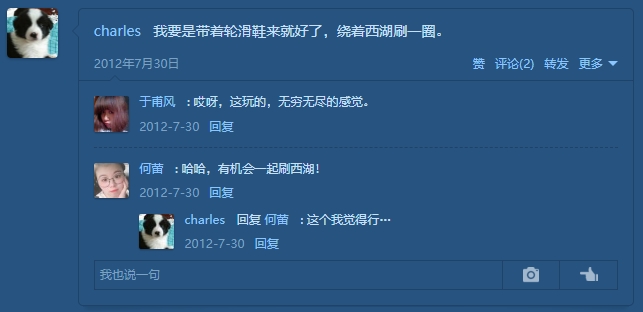 charles 我要是带着轮滑鞋来就好了，绕着西湖刷一圈。
2012年7月30日 赞 评论(2) 转发 更多
于甫风 : 哎呀，这玩的，无穷无尽的感觉。
2012-7-30 回复
何苗 : 哈哈，有机会一起刷西湖！
2012-7-30 回复
charles 回复 何苗 : 这个我觉得行…
2012-7-30 回复
我也说一句